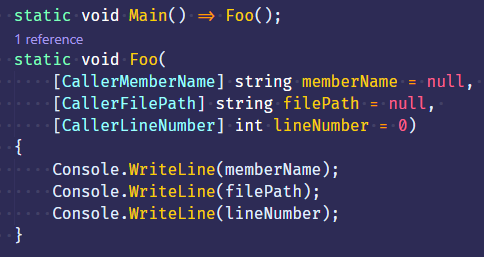 static void Main() => Foo();
1 reference
static void Foo(
[CallerMemberName] string memberName = null,
[CallerFilePath] string filePath = null,
[CallerLineNumber] int lineNumber = 0)
{
Console.WriteLine(memberName);
Console.WriteLine(filePath);
Console.WriteLine(lineNumber);
}